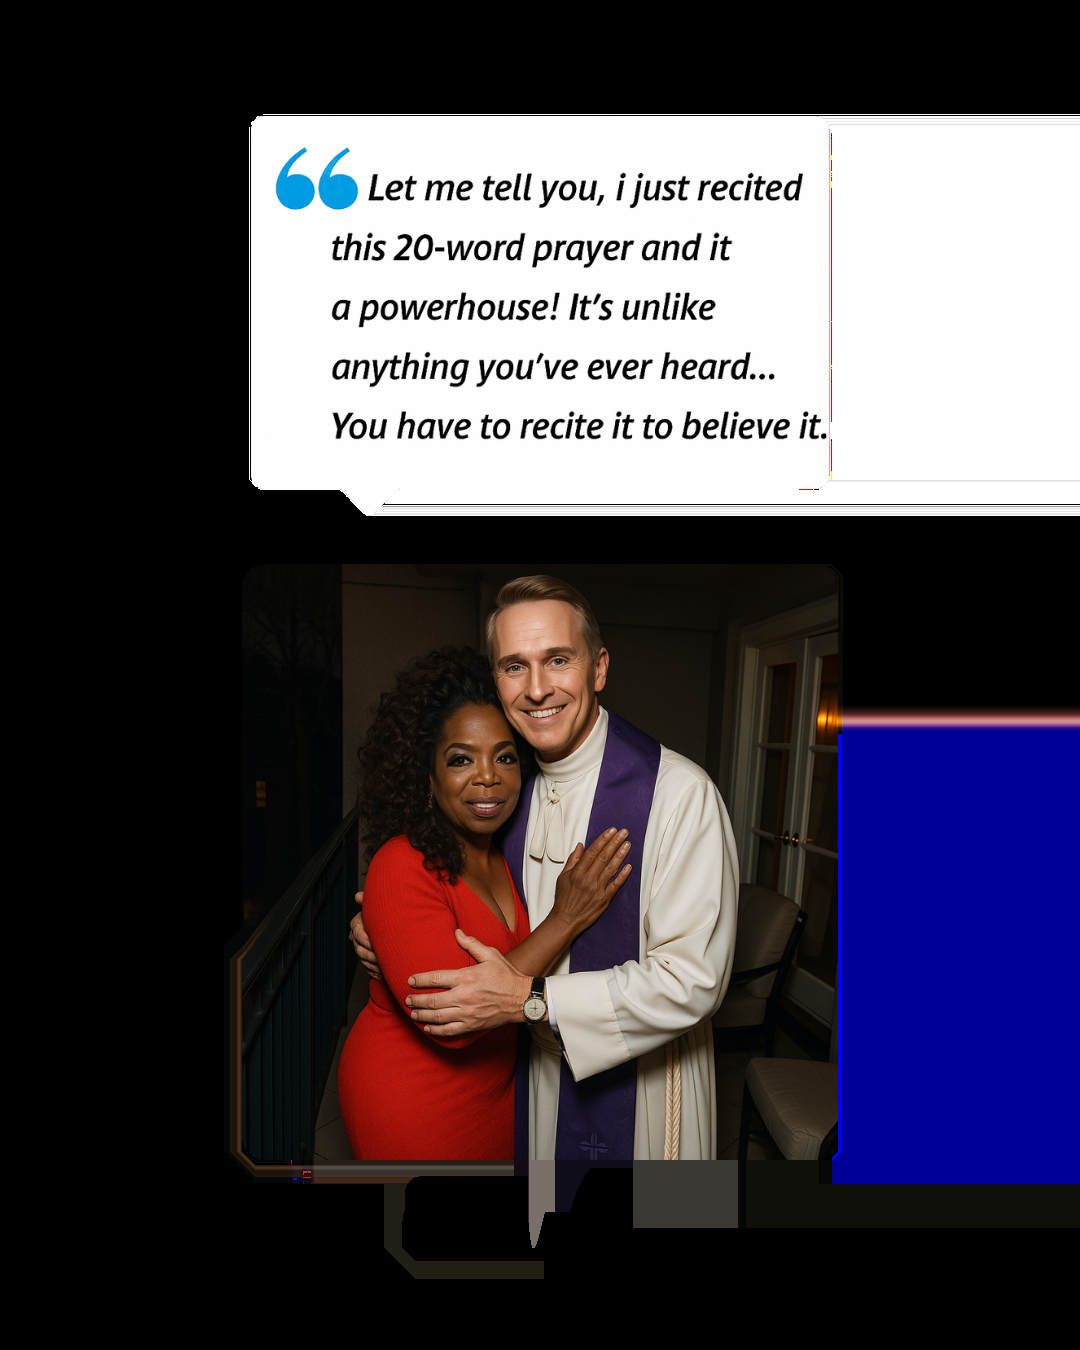 “Let me tell you, i just recited
this 20-word prayer and it
a powerhouse! It’s unlike
anything you’ve ever heard...
You have to recite it to believe it.